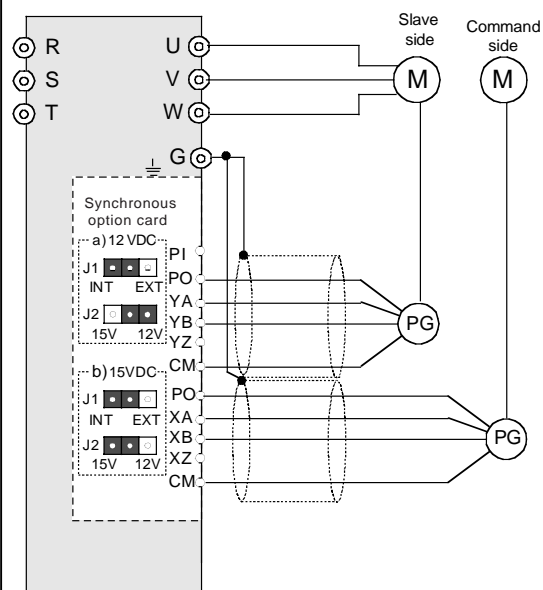 Slave
side
Command
side
R
S
T
U
V
W
G
M
M
Synchronous
option card
a)12 VDC
J1
INT EXT
J2
15V 12V
PI
PO
YA
YB
YZ
CM
PG
b)15VDC
J1
INT EXT
J2
15V 12V
PO
XA
XB
XZ
CM
PG